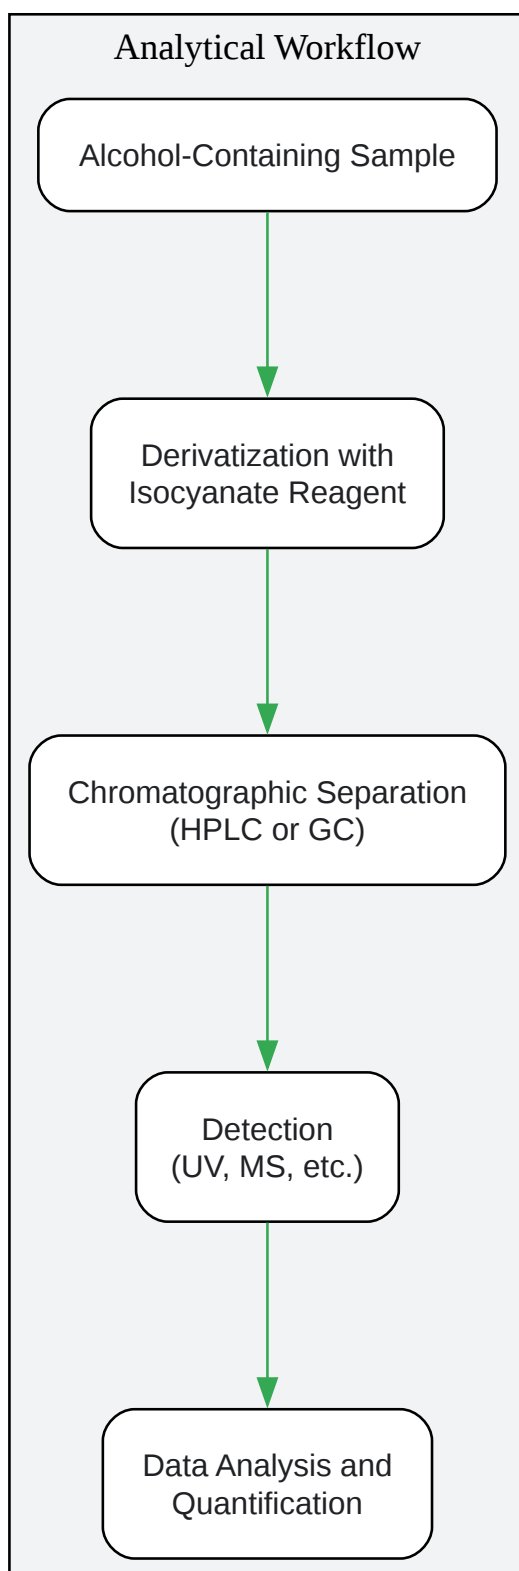 Analytical Workflow
Alcohol-Containing Sample
Derivatization with
Isocyanate Reagent
Chromatographic Separation
(HPLC or GC)
Detection
(UV, MS, etc.)
Data Analysis and
Quantification